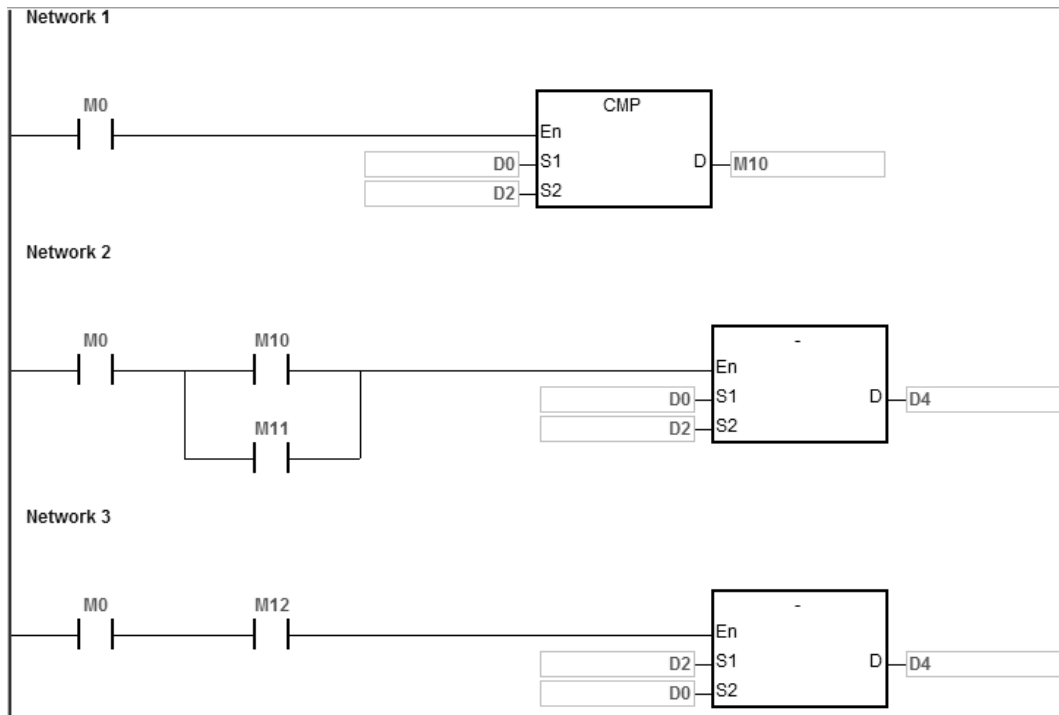 Network 1
M0
CMP
En
D0 S1 D M10
D2 S2
Network 2
M0 M10
-
En
D0 S1 D D4
M11
D2 S2
Network 3
M0 M12
-
En
D2 S1 D D4
D0 S2